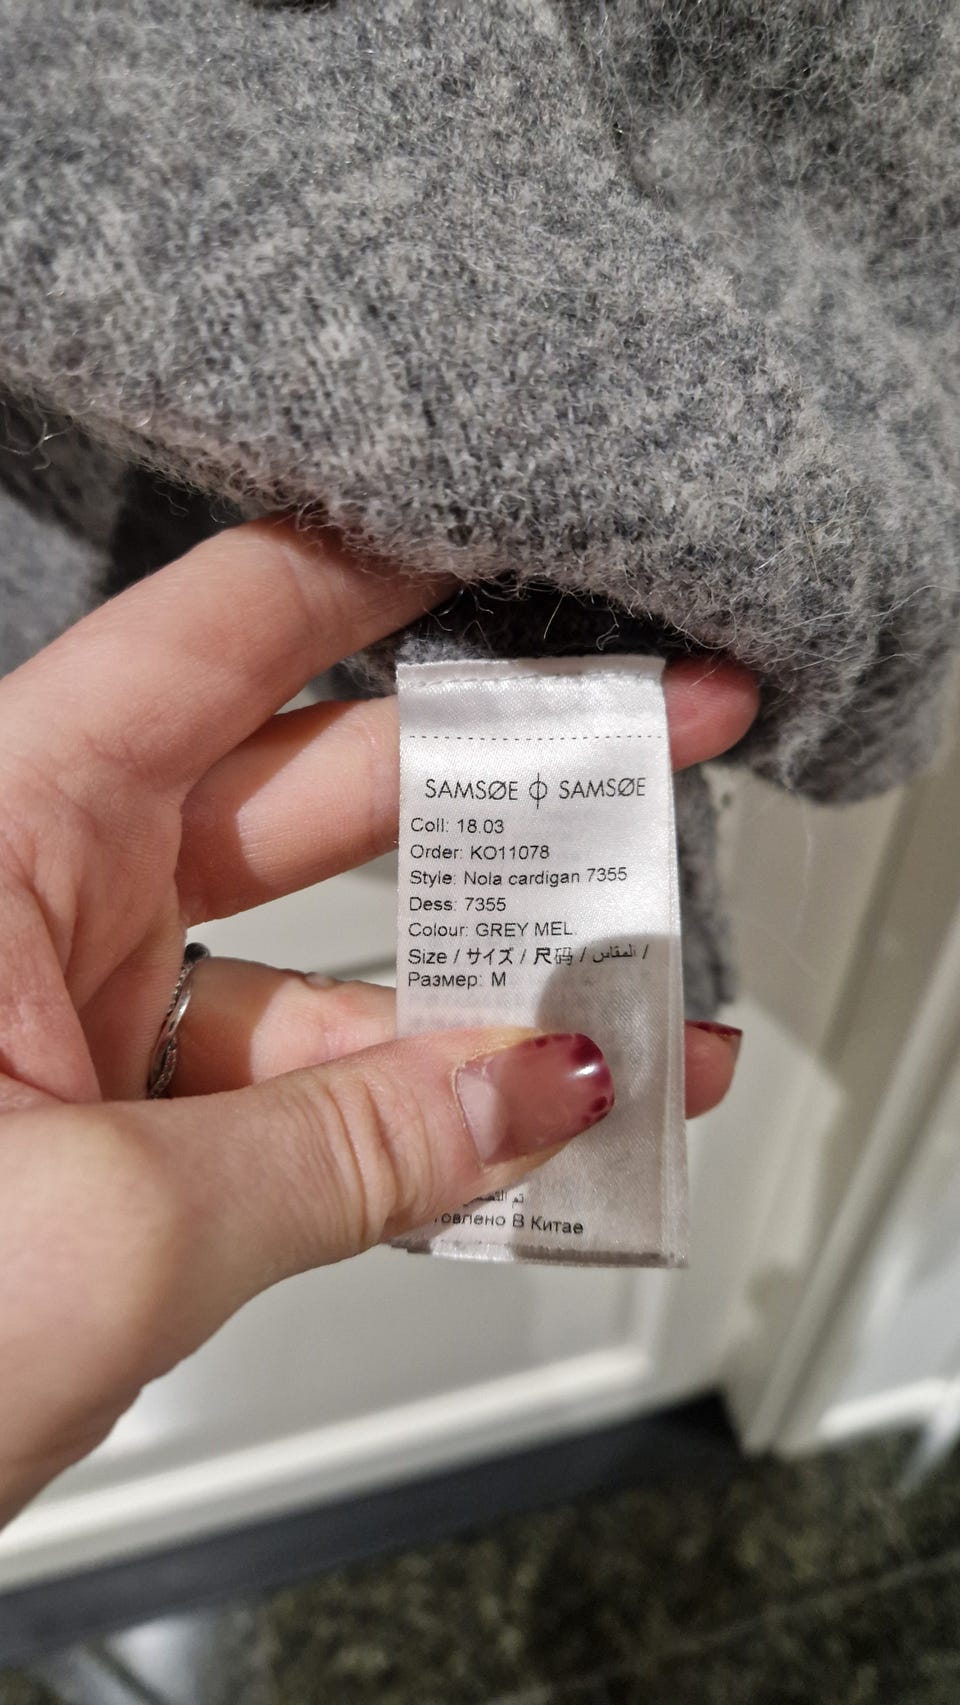 SAMSØE ϕ SAMSØE
Coll: 18.03
Order: KO11078
Style: Nola cardigan 7355
Dess: 7355
Colour: GREY MEL.
Size / サイズ / 尺码 / المقاس /
Размер: M
تم
В Китае